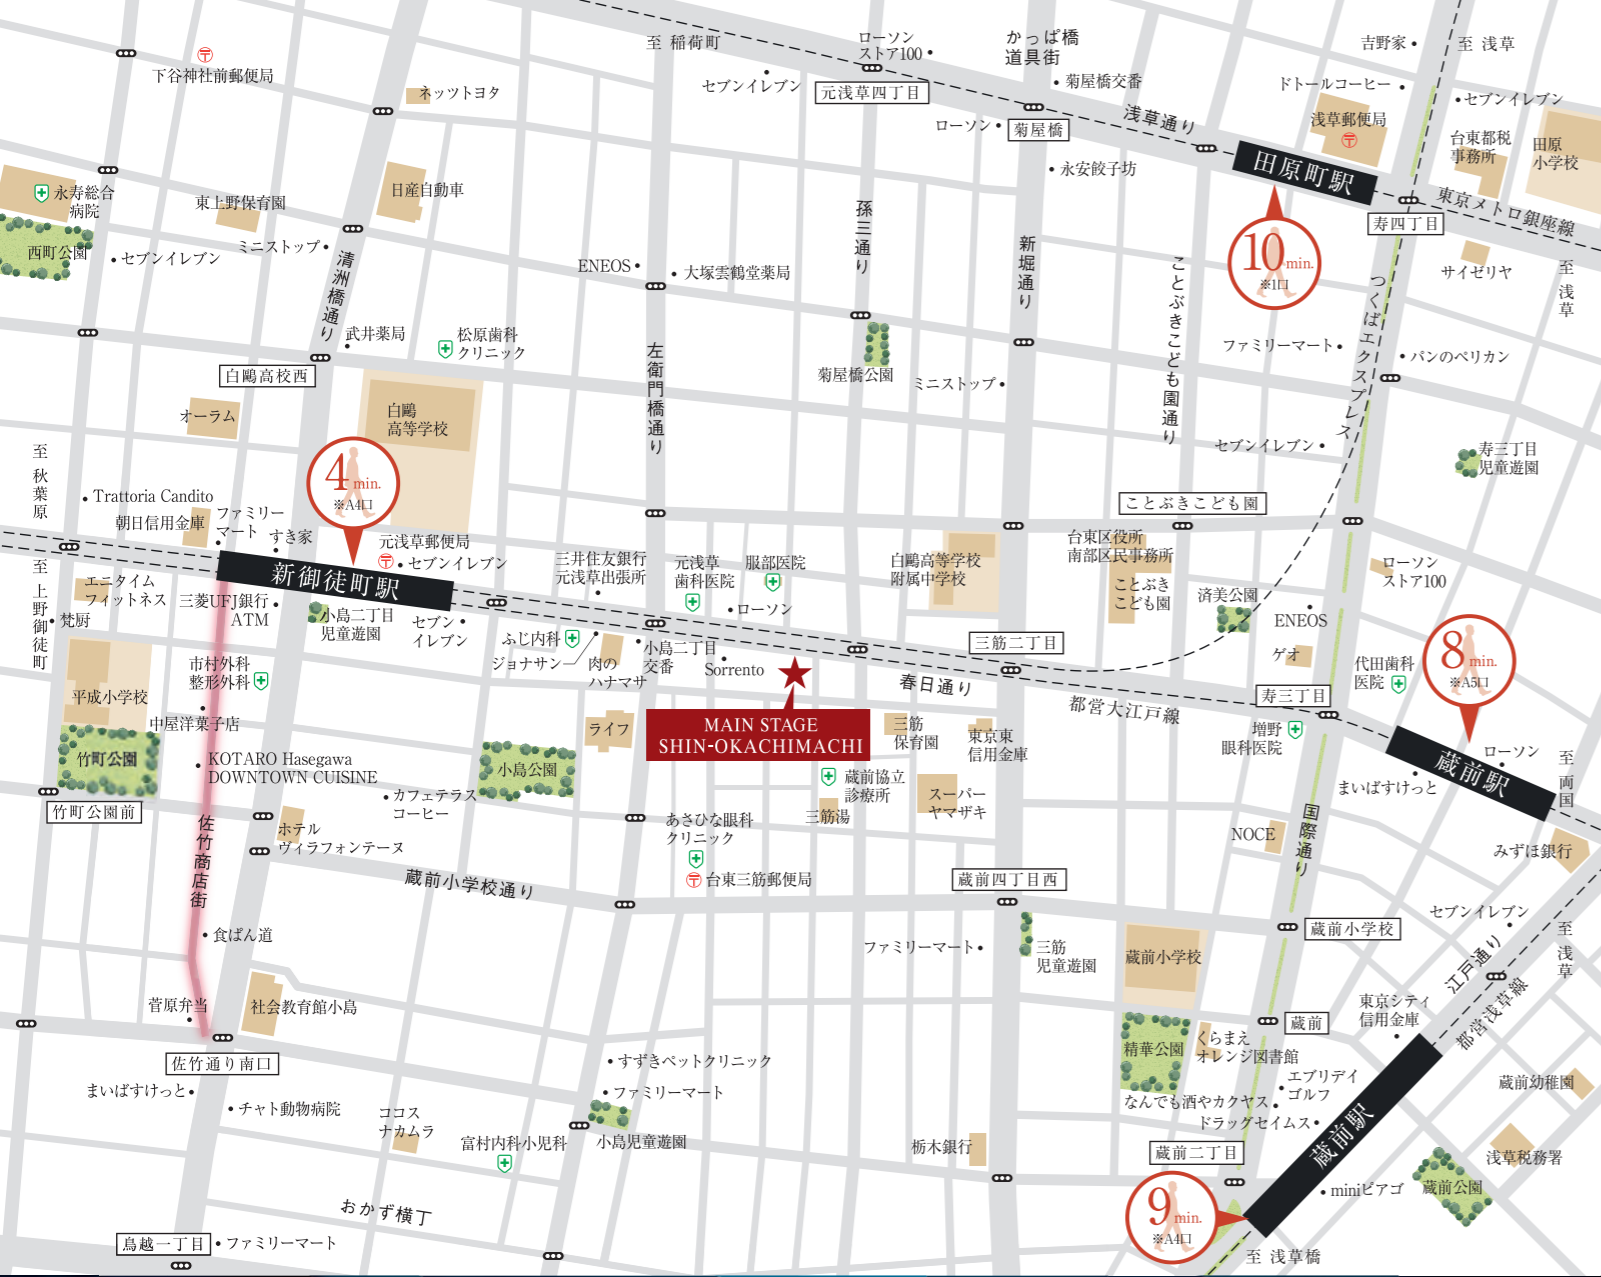 至 稲荷町
ローソン
ストア100
かっぱ橋
道具街
吉野家
至 浅草
下谷神社前郵便局
ネッツトヨタ
セブンイレブン
元浅草四丁目
菊屋橋交番
浅草通り
ドトールコーヒー
セブンイレブン
ローソン
菊屋橋
浅草郵便局
台東都税
事務所
田原
小学校
田原町駅
永安餃子坊
東京メトロ銀座線
永寿総合
病院
東上野保育園
日産自動車
孫三通り
寿四丁目
10min.
※1口
西町公園
セブンイレブン
ミニストップ
清洲橋通り
ENEOS
大塚雲鶴堂薬局
新堀通り
ことぶきこども園通り
つくばエクスプレス
サイゼリヤ
至 浅草
武井薬局
松原歯科
クリニック
左衛門橋通り
菊屋橋公園
ミニストップ
ファミリーマート
パンのペリカン
白鷗高校西
オーラム
白鷗
高等学校
セブンイレブン
寿三丁目
児童遊園
至 秋葉原
4min.
※A4口
Trattoria Candito
朝日信用金庫
ファミリー
マート
すき家
ことぶきこども園
元浅草郵便局
セブンイレブン
新御徒町駅
三井住友銀行
元浅草出張所
元浅草
歯科医院
服部医院
白鷗高等学校
附属中学校
台東区役所
南部区民事務所
ことぶき
こども園
済美公園
ENEOS
ローソン
ストア100
至 上野御徒町
エニタイム
フィットネス
梵厨
三菱UFJ銀行
ATM
小島二丁目
児童遊園
セブン
イレブン
ふじ内科
ジョナサン
肉の
ハナマサ
小島二丁目
交番
ローソン
Sorrento
三筋二丁目
ゲオ
代田歯科
医院
8min.
※A5口
市村外科
整形外科
平成小学校
中屋洋菓子店
春日通り
都営大江戸線
寿三丁目
ライフ
MAIN STAGE
SHIN-OKACHIMACHI
三筋
保育園
東京東
信用金庫
増野
眼科医院
蔵前駅
ローソン
至 両国
竹町公園
KOTARO Hasegawa
DOWNTOWN CUISINE
小島公園
蔵前協立
診療所
スーパー
ヤマザキ
まいばすけっと
竹町公園前
カフェテラス
コーヒー
三筋湯
あさひな眼科
クリニック
国際通り
NOCE
みずほ銀行
佐竹商店街
ホテル
ヴィラフォンテーヌ
蔵前小学校通り
台東三筋郵便局
蔵前四丁目西
セブンイレブン
蔵前小学校
至 浅草
食ぱん道
ファミリーマート
三筋
児童遊園
蔵前小学校
江戸通り
都営浅草線
菅原弁当
社会教育館小島
東京シティ
信用金庫
蔵前
佐竹通り南口
すずきペットクリニック
精華公園
くらまえ
オレンジ図書館
まいばすけっと
ファミリーマート
エブリデイ
ゴルフ
蔵前幼稚園
チャト動物病院
ココス
ナカムラ
なんでも酒やカクヤス
ドラッグセイムス
富村内科小児科
小島児童遊園
栃木銀行
蔵前二丁目
蔵前駅
浅草税務署
miniピアゴ
蔵前公園
おかず横丁
9min.
※A4口
鳥越一丁目
ファミリーマート
至 浅草橋